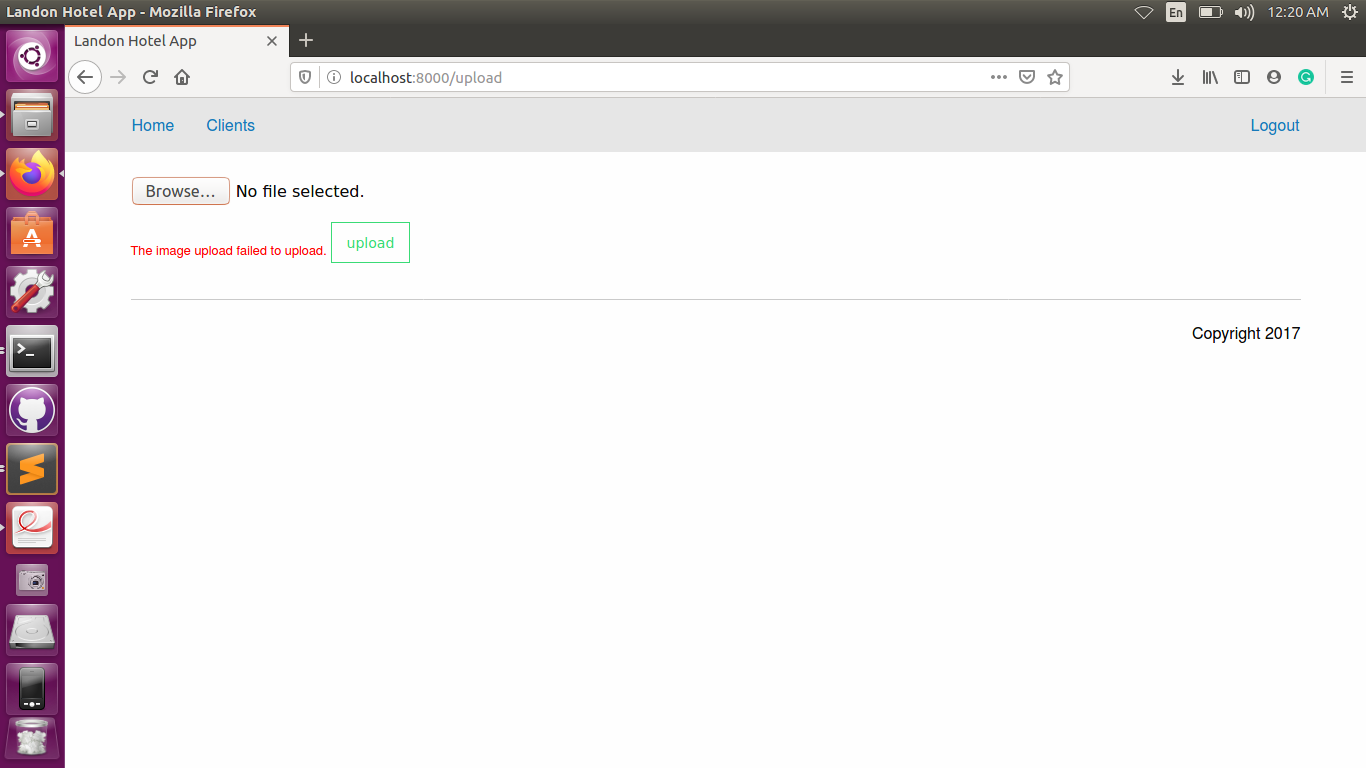 Landon Hotel App - Mozilla Firefox
En
12:20 AM
Landon Hotel App
localhost:8000/upload
Home Clients Logout
Browse... No file selected.
The image upload failed to upload. upload
Copyright 2017